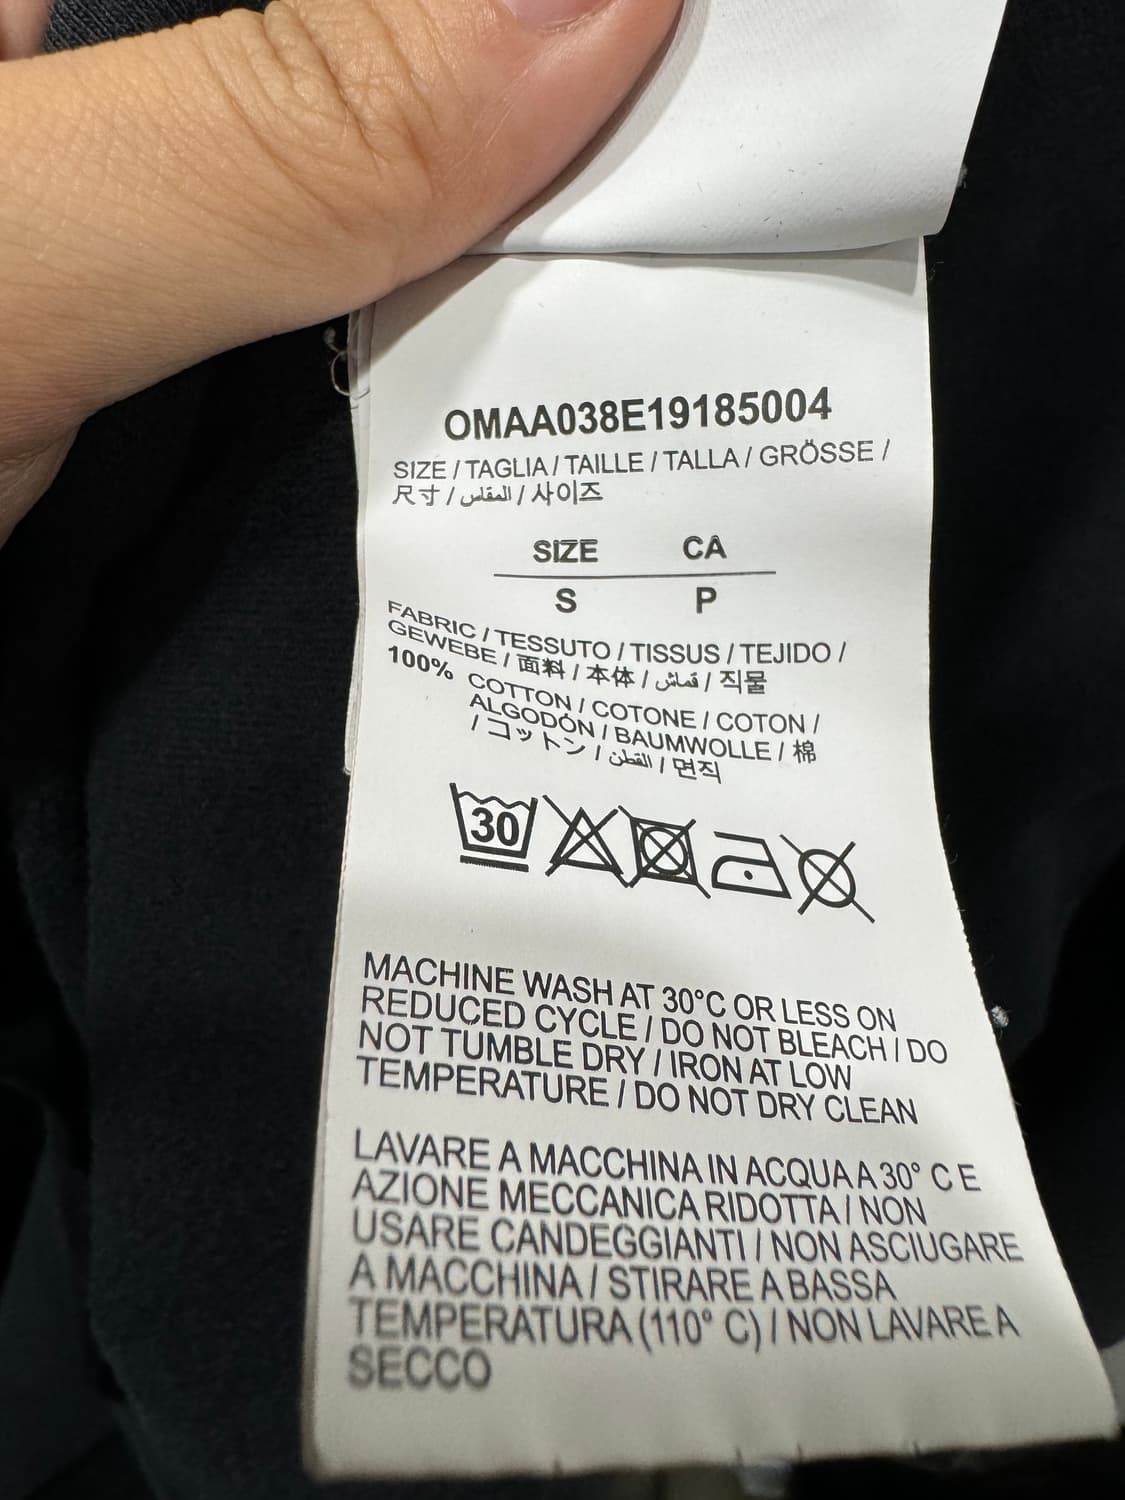 OMAA038E19185004
SIZE / TAGLIA / TAILLE / TALLA / GRÖSSE /
尺寸 / المقاس / 사이즈
SIZE CA
S P
FABRIC / TESSUTO / TISSUS / TEJIDO /
GEWEBE / 面料 / 本体 / قماش / 직물
100% COTTON / COTONE / COTON /
ALGODÓN / BAUMWOLLE / 棉
/ コットン / القطن / 면직
30
MACHINE WASH AT 30°C OR LESS ON
REDUCED CYCLE / DO NOT BLEACH / DO
NOT TUMBLE DRY / IRON AT LOW
TEMPERATURE / DO NOT DRY CLEAN
LAVARE A MACCHINA IN ACQUA A 30° C E
AZIONE MECCANICA RIDOTTA / NON
USARE CANDEGGIANTI / NON ASCIUGARE
A MACCHINA / STIRARE A BASSA
TEMPERATURA (110° C) / NON LAVARE A
SECCO